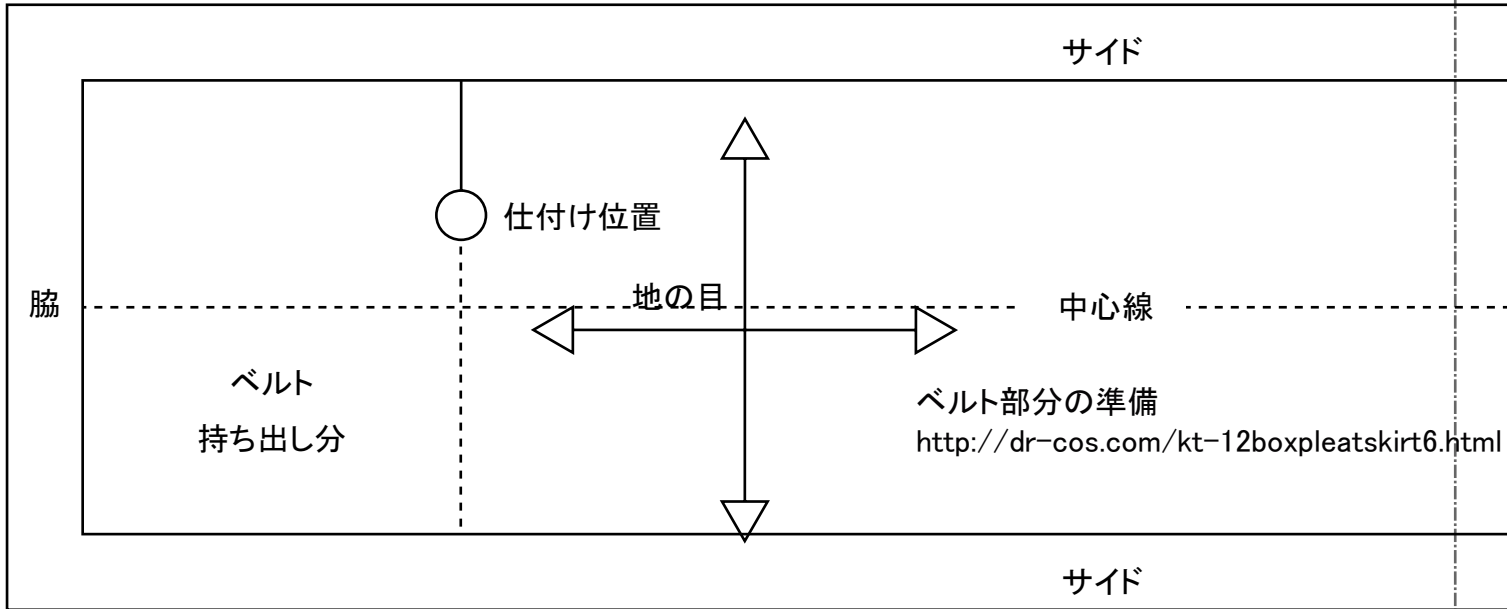 サイド
仕付け位置
地の目
脇
中心線
ベルト
持ち出し分
ベルト部分の準備
http://dr-cos.com/kt-12boxpleatskirt6.html
サイド